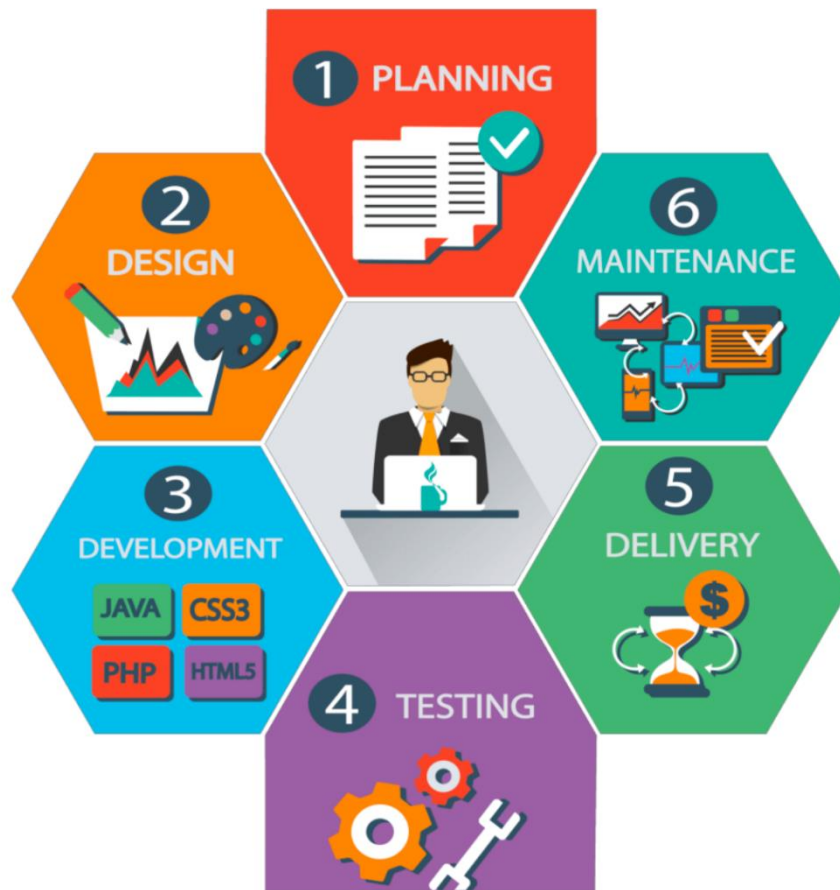 1 PLANNING
2
DESIGN
3
DEVELOPMENT
JAVA CSS3
PHP HTML5
4 TESTING
5
DELIVERY
$
6
MAINTENANCE